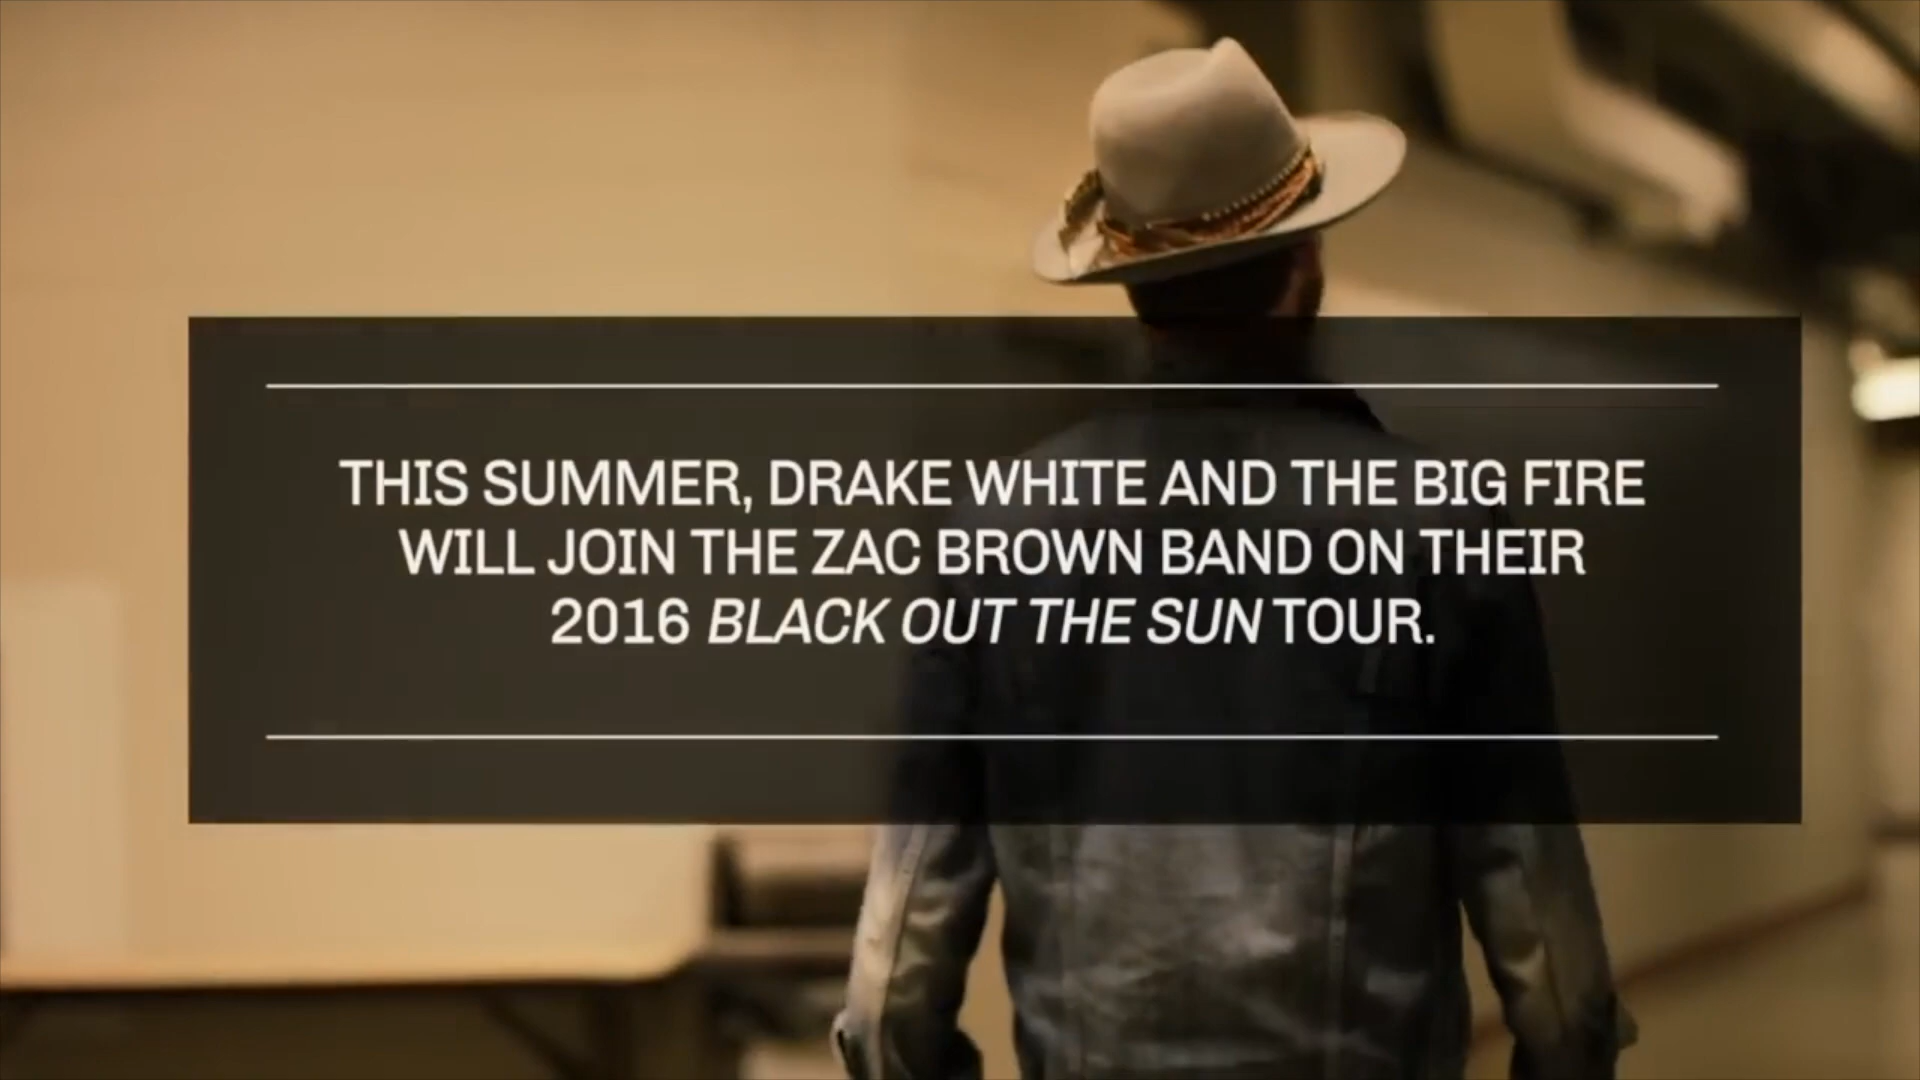 THIS SUMMER, DRAKE WHITE AND THE BIG FIRE
WILL JOIN THE ZAC BROWN BAND ON THEIR
2016 BLACK OUT THE SUN TOUR.